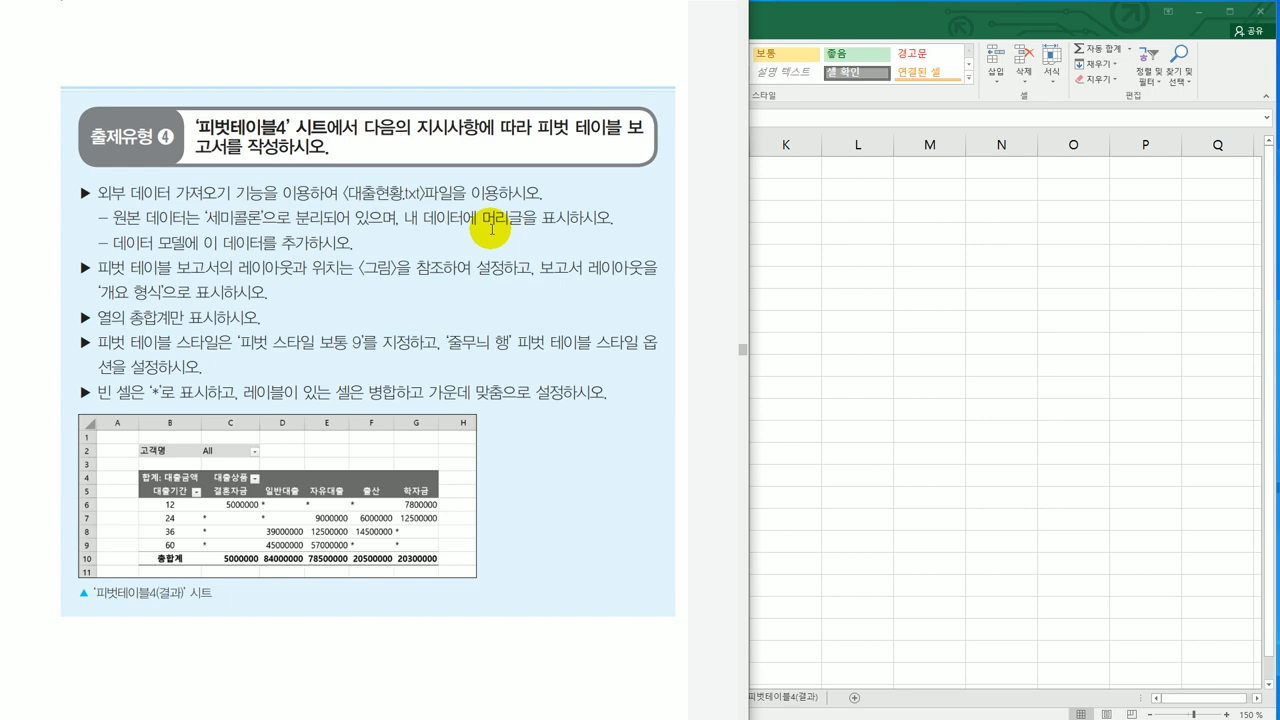 공유
보통 좋음 경고문
설명 텍스트 셀 확인 연결된 셀
스타일
삽입 삭제 서식
셀
자동 합계
채우기
지우기
정렬 및 필터
찾기 및 선택
편집
출제유형 ❹
‘피벗테이블4’ 시트에서 다음의 지시사항에 따라 피벗 테이블 보
고서를 작성하시오.
▶ 외부 데이터 가져오기 기능을 이용하여 〈대출현황.txt〉파일을 이용하시오.
– 원본 데이터는 ‘세미콜론’으로 분리되어 있으며, 내 데이터에 머리글을 표시하시오.
– 데이터 모델에 이 데이터를 추가하시오.
▶ 피벗 테이블 보고서의 레이아웃과 위치는 〈그림〉을 참조하여 설정하고, 보고서 레이아웃을
‘개요 형식’으로 표시하시오.
▶ 열의 총합계만 표시하시오.
▶ 피벗 테이블 스타일은 ‘피벗 스타일 보통 9’를 지정하고, ‘줄무늬 행’ 피벗 테이블 스타일 옵
션을 설정하시오.
▶ 빈 셀은 ‘*’로 표시하고, 레이블이 있는 셀은 병합하고 가운데 맞춤으로 설정하시오.
A B C D E F G H
1
2 고객명 All
3
4 합계: 대출금액 대출상품
5 대출기간 결혼자금 일반대출 자유대출 출산 학자금
6 12 5000000 * * * 7800000
7 24 * * 9000000 6000000 12500000
8 36 * 39000000 12500000 14500000 *
9 60 * 45000000 57000000 * *
10 총합계 5000000 84000000 78500000 20500000 20300000
11
▲ ‘피벗테이블4(결과)’ 시트
K L M N O P Q
피벗테이블4(결과)
150 %